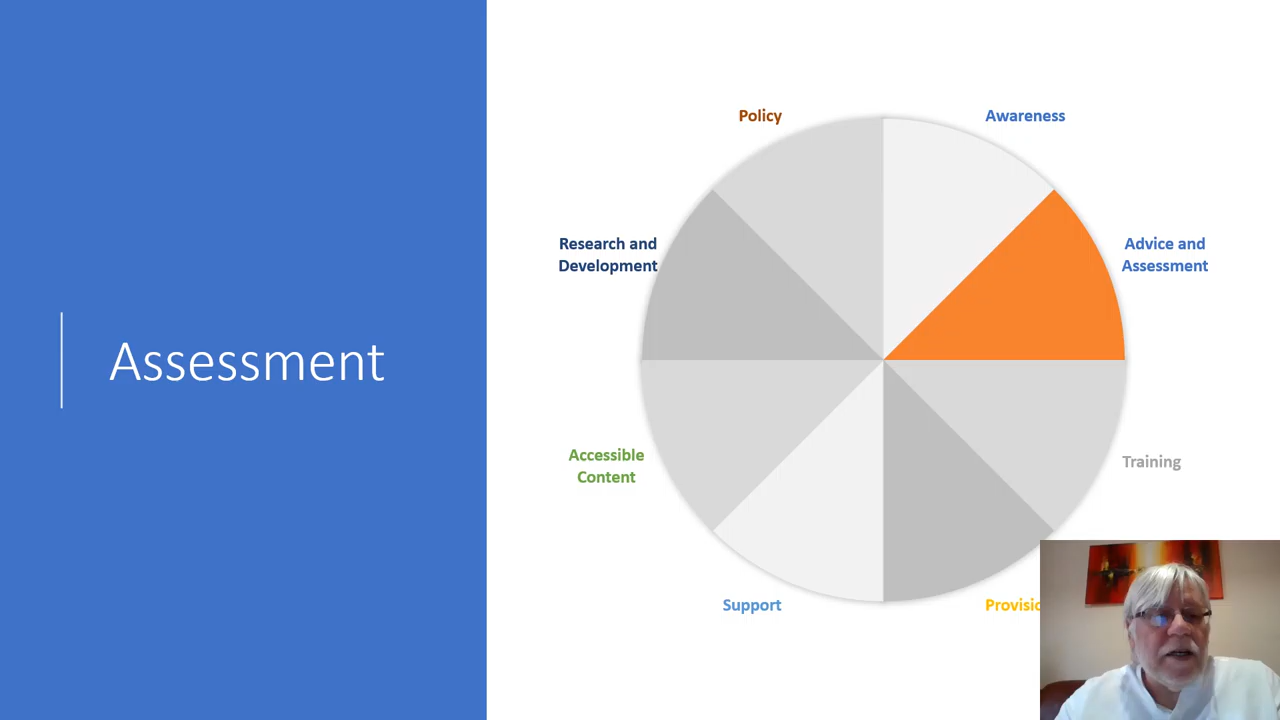 Assessment
Policy
Awareness
Research and
Development
Advice and
Assessment
Accessible
Content
Training
Support